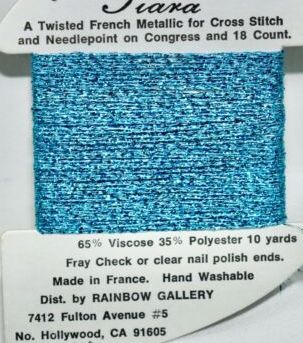 Tiara
A Twisted French Metallic for Cross Stitch
and Needlepoint on Congress and 18 Count.
65% Viscose 35% Polyester 10 yards
Fray Check or clear nail polish ends.
Made in France. Hand Washable
Dist. by RAINBOW GALLERY
7412 Fulton Avenue #5
No. Hollywood, CA 91605